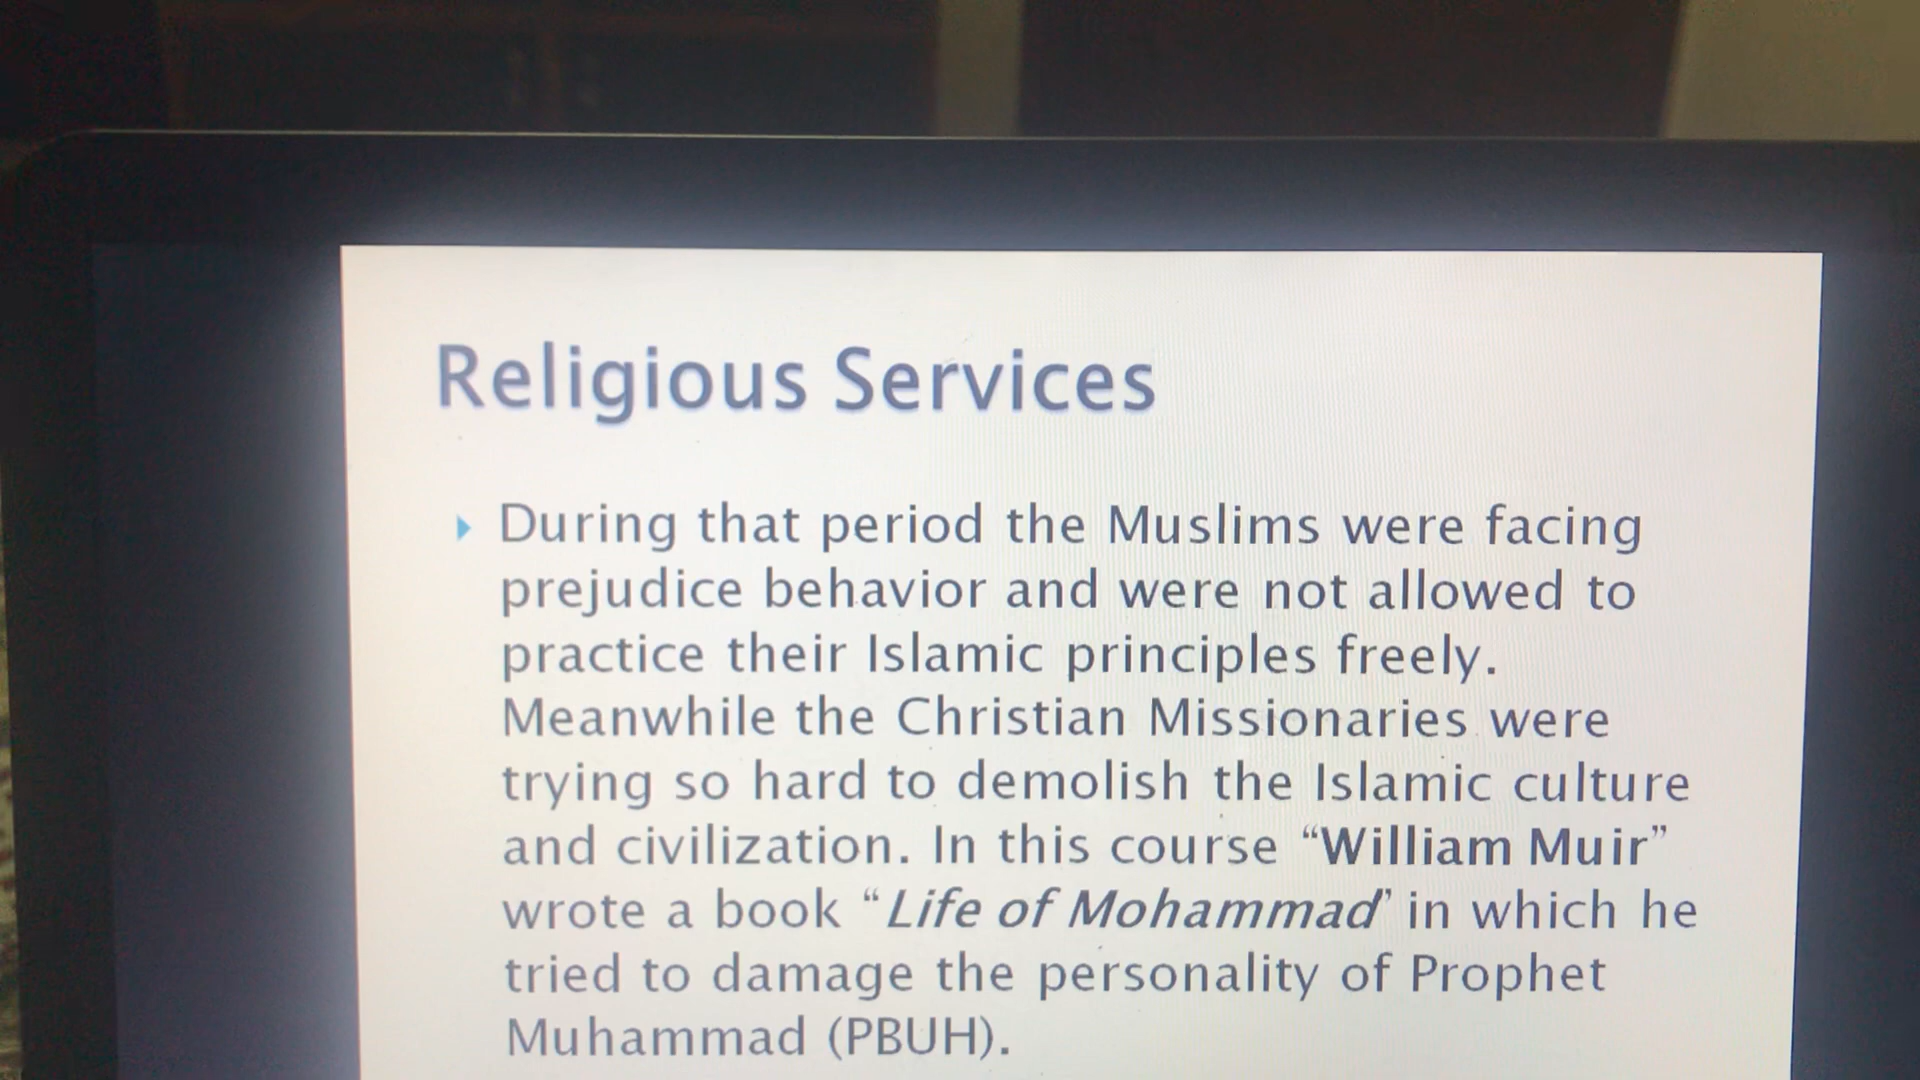 Religious Services
During that period the Muslims were facing
prejudice behavior and were not allowed to
practice their Islamic principles freely.
Meanwhile the Christian Missionaries were
trying so hard to demolish the Islamic culture
and civilization. In this course “William Muir”
wrote a book “Life of Mohammad” in which he
tried to damage the personality of Prophet
Muhammad (PBUH).